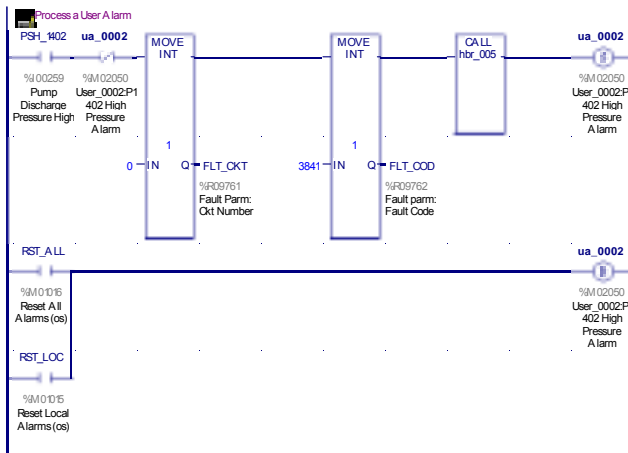 Process a User Alarm
PSH_1402
ua_0002
MOVE
INT
MOVE
INT
CALL
hbr_005
ua_0002
%I00259
Pump
Discharge
Pressure High
%M02050
User_0002:P1
402 High
Pressure
Alarm
%M02050
User_0002:P
402 High
Pressure
Alarm
1
0 IN Q FLT_CKT
%R09761
Fault Parm:
Ckt Number
1
3841 IN Q FLT_COD
%R09762
Fault parm:
Fault Code
RST_ALL
ua_0002
%M01016
Reset All
Alarms (os)
%M02050
User_0002:P
402 High
Pressure
Alarm
RST_LOC
%M01015
Reset Local
Alarms (os)